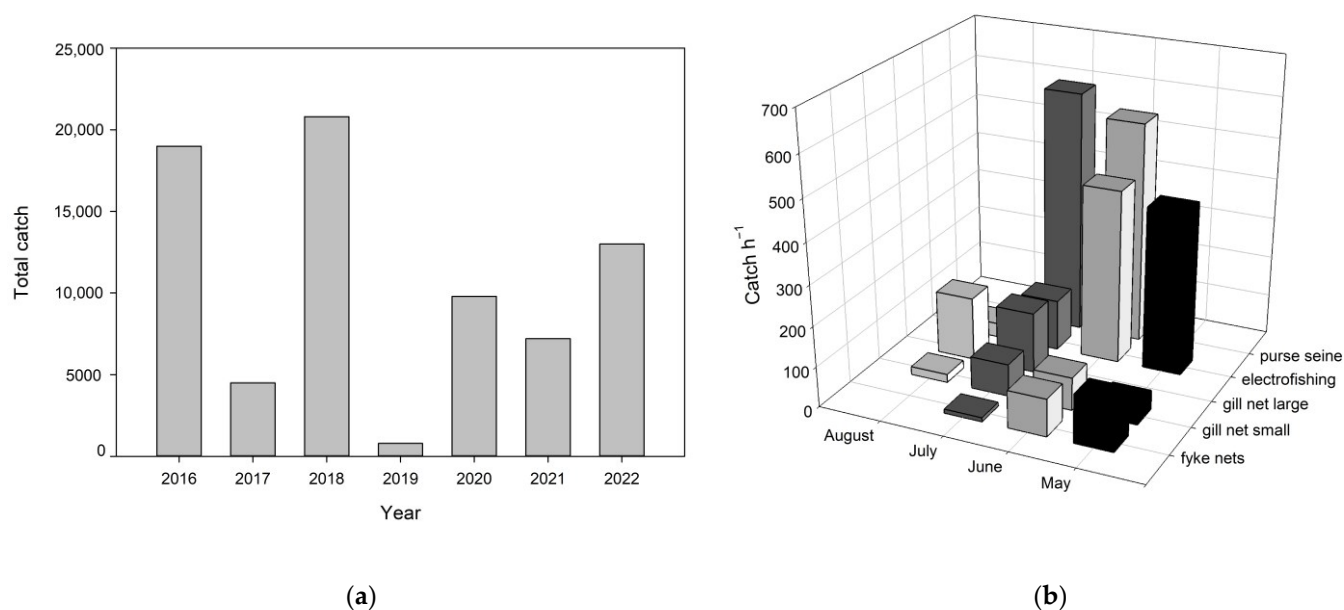 25,000
20,000
15,000
10,000
5000
0
Total catch
2016 2017 2018 2019 2020 2021 2022
Year
(a)
700
600
500
400
300
200
100
0
Catch h⁻¹
August
July
June
May
purse seine
electrofishing
gill net large
gill net small
fyke nets
(b)